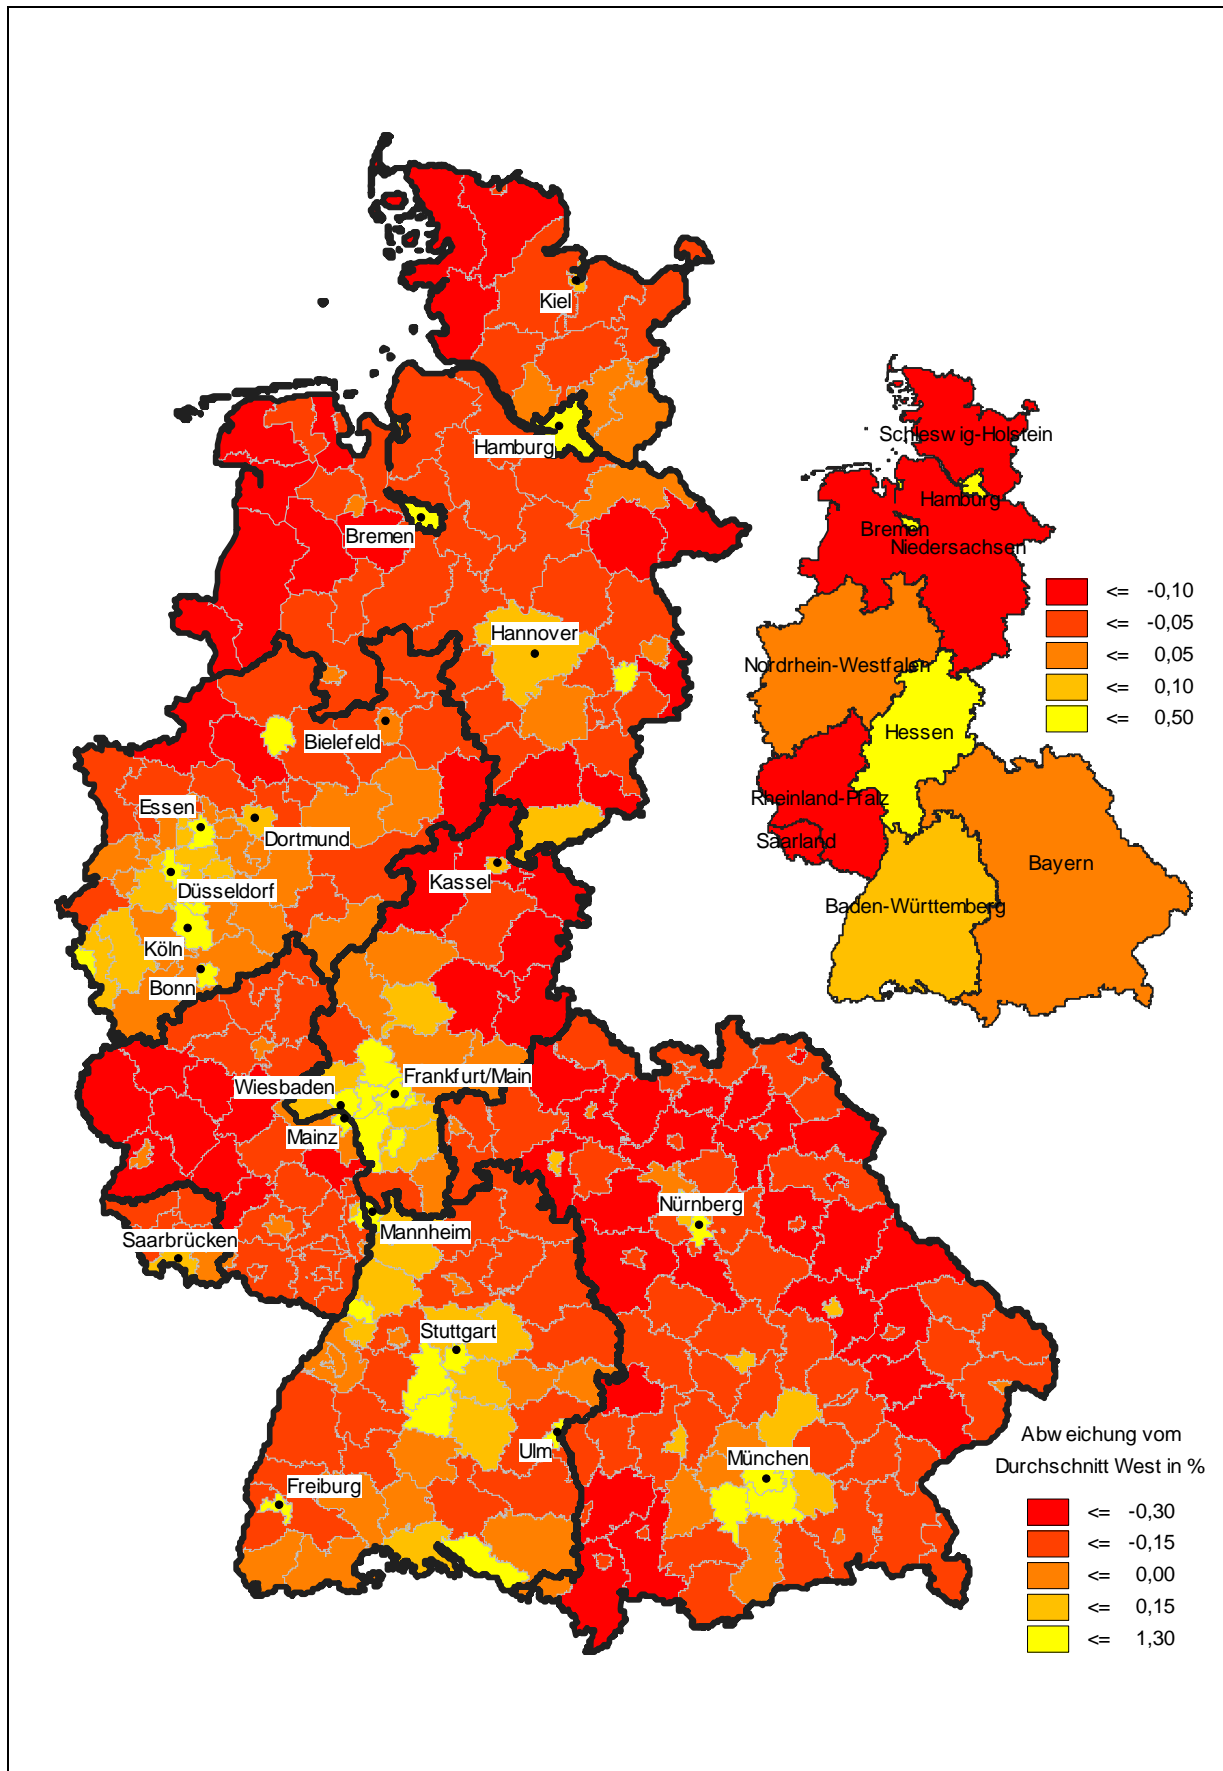 Kiel
Hamburg
Bremen
Hannover
Bielefeld
Essen
Dortmund
Düsseldorf
Kassel
Köln
Bonn
Wiesbaden
Frankfurt/Main
Mainz
Nürnberg
Mannheim
Saarbrücken
Stuttgart
Ulm
München
Freiburg
Schleswig-Holstein
Hamburg
Bremen
Niedersachsen
Nordrhein-Westfalen
Hessen
Rheinland-Pfalz
Saarland
Bayern
Baden-Württemberg
<= -0,10
<= -0,05
<= 0,05
<= 0,10
<= 0,50
Abweichung vom
Durchschnitt West in %
<= -0,30
<= -0,15
<= 0,00
<= 0,15
<= 1,30